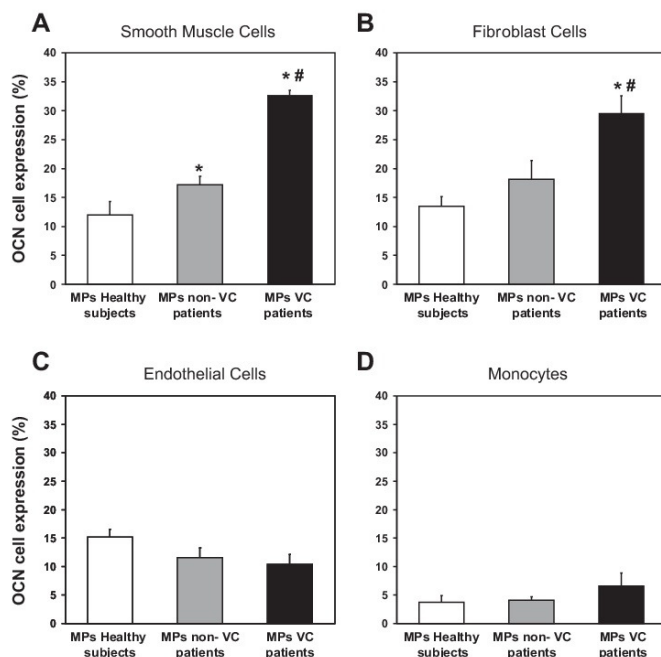 A
Smooth Muscle Cells
OCN cell expression (%)
40
35
30
25
20
15
10
5
0
*
* #
MPs Healthy
subjects
MPs non- VC
patients
MPs VC
patients
B
Fibroblast Cells
OCN cell expression (%)
40
35
30
25
20
15
10
5
0
* #
MPs Healthy
subjects
MPs non- VC
patients
MPs VC
patients
C
Endothelial Cells
OCN cell expression (%)
40
35
30
25
20
15
10
5
0
MPs Healthy
subjects
MPs non- VC
patients
MPs VC
patients
D
Monocytes
40
35
30
25
20
15
10
5
0
MPs Healthy
subjects
MPs non- VC
patients
MPs VC
patients